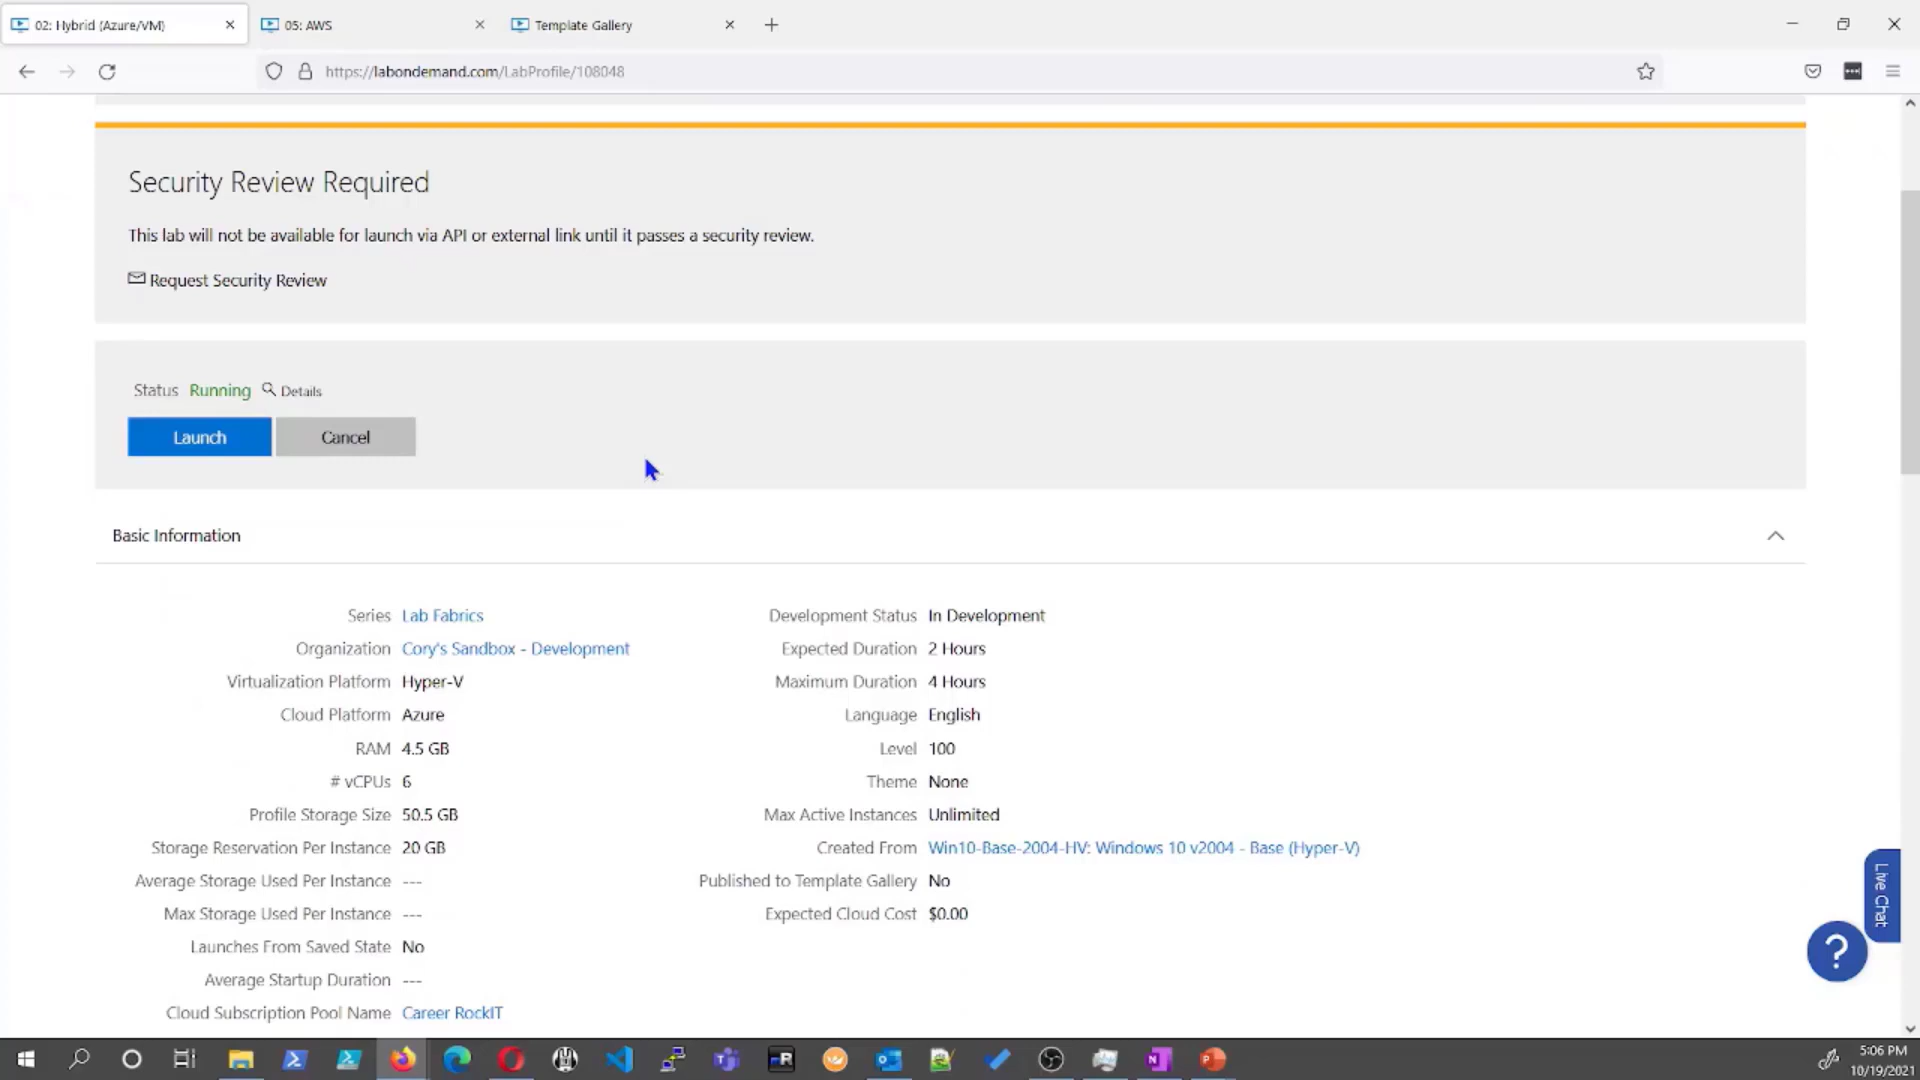 02: Hybrid (Azure/VM)
05: AWS
Template Gallery
https://labondemand.com/LabProfile/108048
Security Review Required
This lab will not be available for launch via API or external link until it passes a security review.
Request Security Review
Status Running Details
Launch Cancel
Basic Information
Series Lab Fabrics
Organization Cory's Sandbox - Development
Virtualization Platform Hyper-V
Cloud Platform Azure
RAM 4.5 GB
# vCPUs 6
Profile Storage Size 50.5 GB
Storage Reservation Per Instance 20 GB
Average Storage Used Per Instance ---
Max Storage Used Per Instance ---
Launches From Saved State No
Average Startup Duration ---
Cloud Subscription Pool Name Career RockIT
Development Status In Development
Expected Duration 2 Hours
Maximum Duration 4 Hours
Language English
Level 100
Theme None
Max Active Instances Unlimited
Created From Win10-Base-2004-HV: Windows 10 v2004 - Base (Hyper-V)
Published to Template Gallery No
Expected Cloud Cost $0.00
Live Chat
?
5:06 PM
10/19/2021